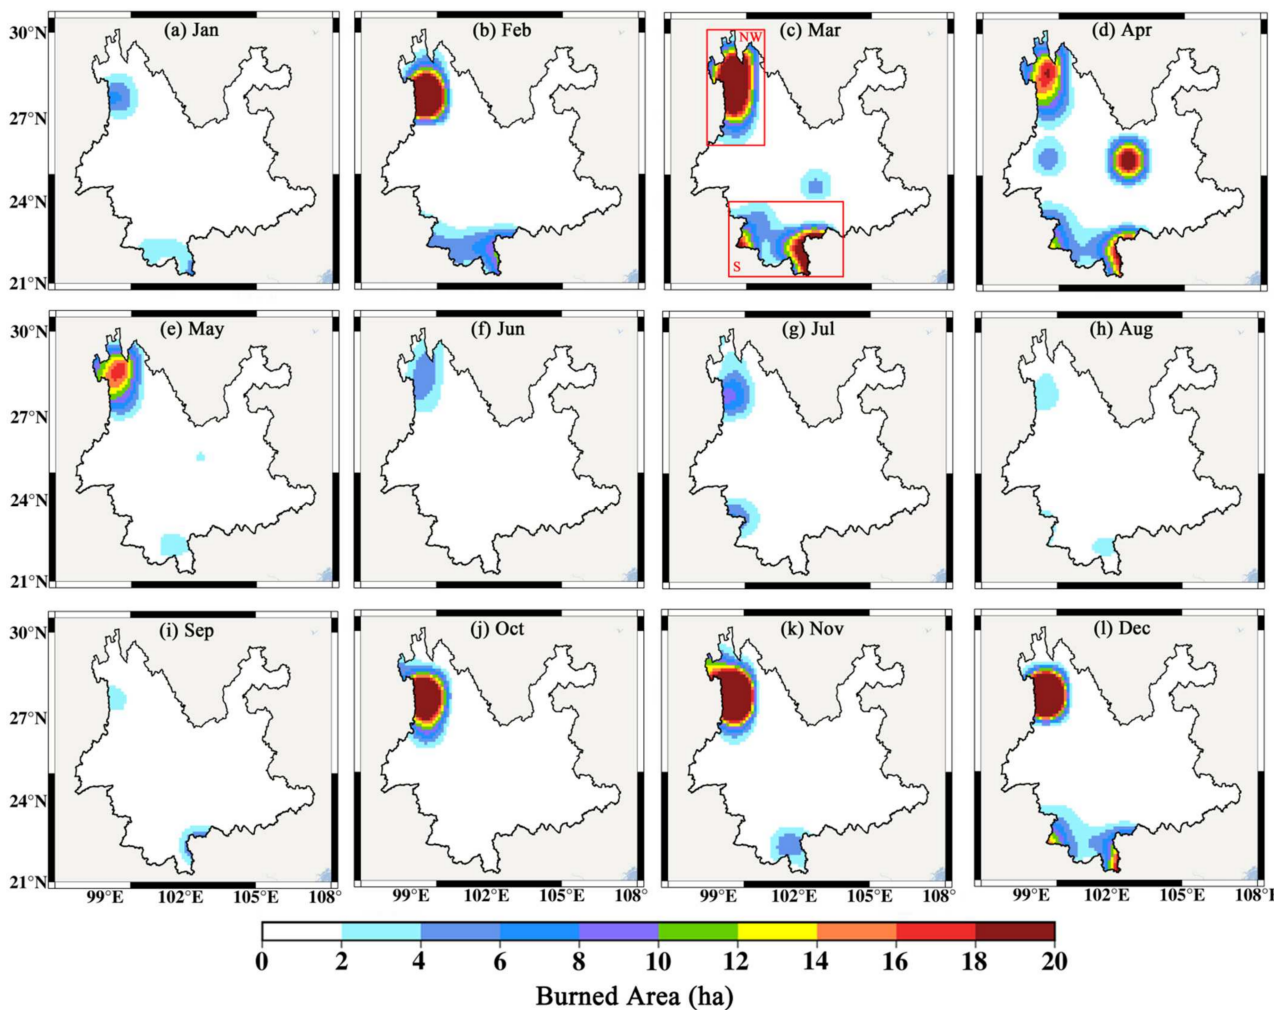 (a) Jan
(b) Feb
(c) Mar
(d) Apr
NW
S
30°N
27°N
24°N
21°N
(e) May
(f) Jun
(g) Jul
(h) Aug
30°N
27°N
24°N
21°N
(i) Sep
(j) Oct
(k) Nov
(l) Dec
30°N
27°N
24°N
21°N
99°E 102°E 105°E 108° 99°E 102°E 105°E 108° 99°E 102°E 105°E 108° 99°E 102°E 105°E 108°
0 2 4 6 8 10 12 14 16 18 20
Burned Area (ha)